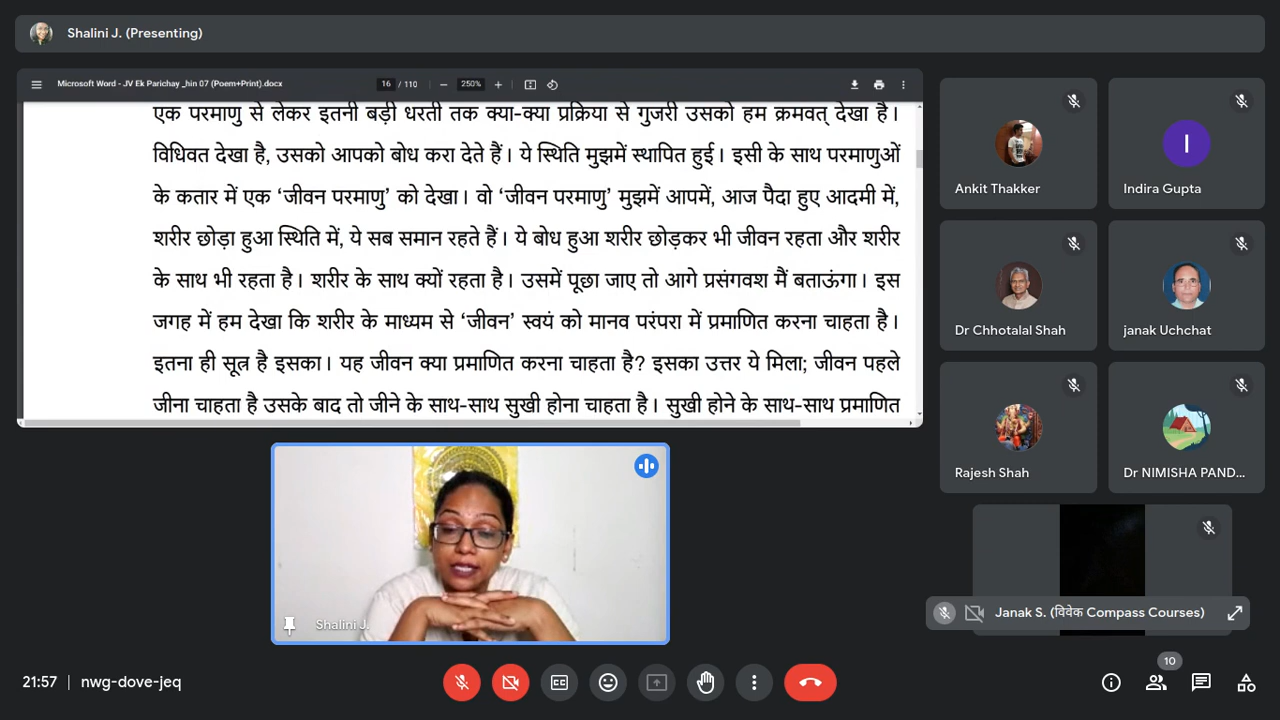 Shalini J. (Presenting)
Microsoft Word - JV Ek Parichay _hin 07 (Poem+Print).docx
16 / 110
250%
एक परमाणु से लेकर इतनी बड़ी धरती तक क्या-क्या प्रक्रिया से गुजरी उसको हम क्रमवत् देखा है।
विधिवत देखा है, उसको आपको बोध करा देते हैं। ये स्थिति मुझमें स्थापित हुई। इसी के साथ परमाणुओं
के कतार में एक ‘जीवन परमाणु’ को देखा। वो ‘जीवन परमाणु’ मुझमें आपमें, आज पैदा हुए आदमी में,
शरीर छोड़ा हुआ स्थिति में, ये सब समान रहते हैं। ये बोध हुआ शरीर छोड़कर भी जीवन रहता और शरीर
के साथ भी रहता है। शरीर के साथ क्यों रहता है। उसमें पूछा जाए तो आगे प्रसंगवश मैं बताऊंगा। इस
जगह में हम देखा कि शरीर के माध्यम से ‘जीवन’ स्वयं को मानव परंपरा में प्रमाणित करना चाहता है।
इतना ही सूत्र है इसका। यह जीवन क्या प्रमाणित करना चाहता है? इसका उत्तर ये मिला; जीवन पहले
जीना चाहता है उसके बाद तो जीने के साथ-साथ सुखी होना चाहता है। सुखी होने के साथ-साथ प्रमाणित
Ankit Thakker
I
Indira Gupta
Dr Chhotalal Shah
janak Uchchat
Rajesh Shah
Dr NIMISHA PAND...
Janak S. (विवेक Compass Courses)
Shalini J.
21:57 | nwg-dove-jeq
CC
10